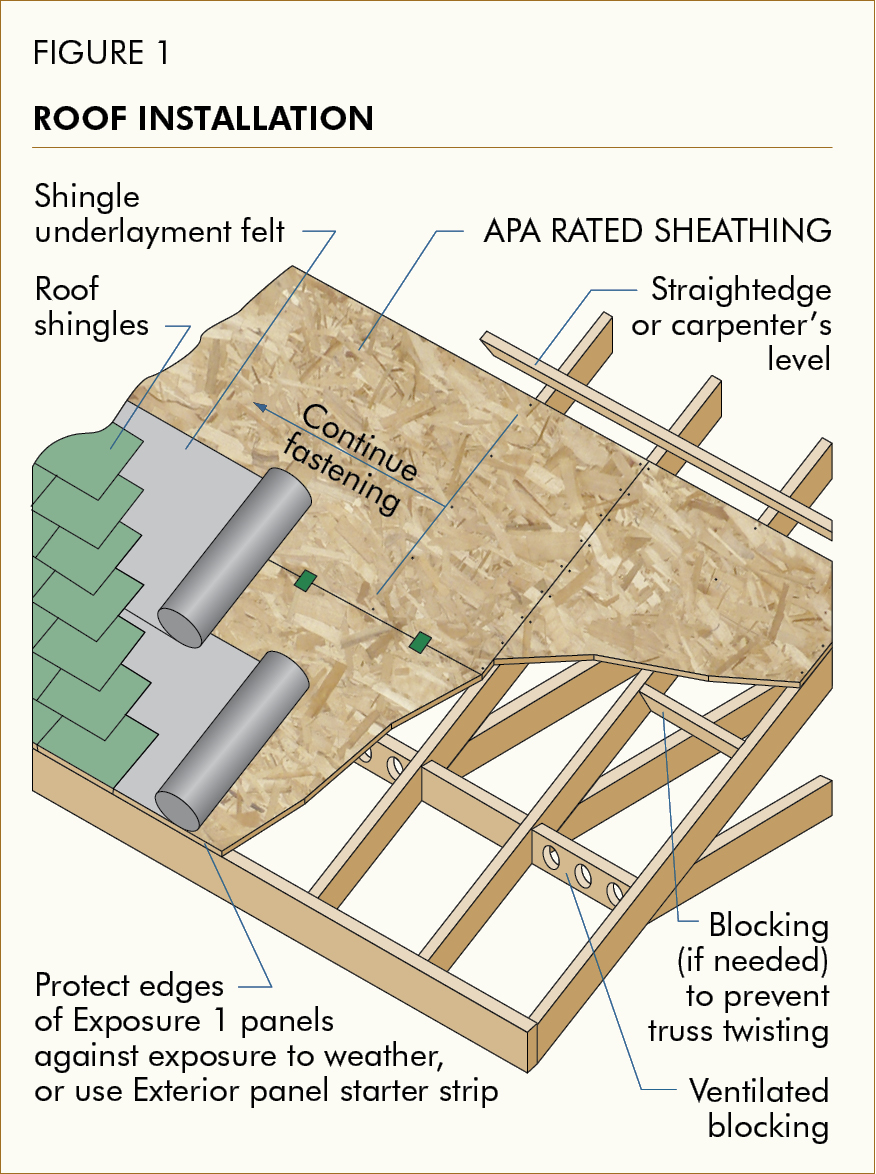 FIGURE 1
ROOF INSTALLATION
Shingle
underlayment felt
APA RATED SHEATHING
Roof
shingles
Straightedge
or carpenter’s
level
Continue
fastening
Protect edges
of Exposure 1 panels
against exposure to weather,
or use Exterior panel starter strip
Blocking
(if needed)
to prevent
truss twisting
Ventilated
blocking